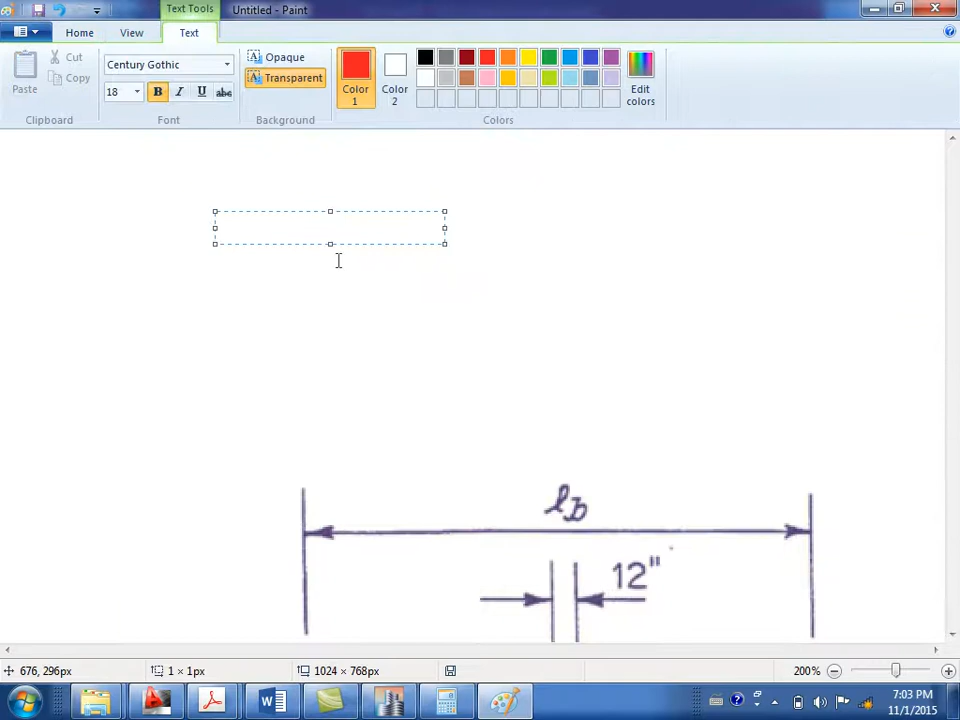 Text Tools
Untitled - Paint
Home
View
Text
Paste
Cut
Copy
Clipboard
Century Gothic
18
B I U abc
Font
Opaque
Transparent
Background
Color 1
Color 2
Edit colors
Colors
ℓD
12"
676, 296px
1 × 1px
1024 × 768px
200%
7:03 PM
11/1/2015